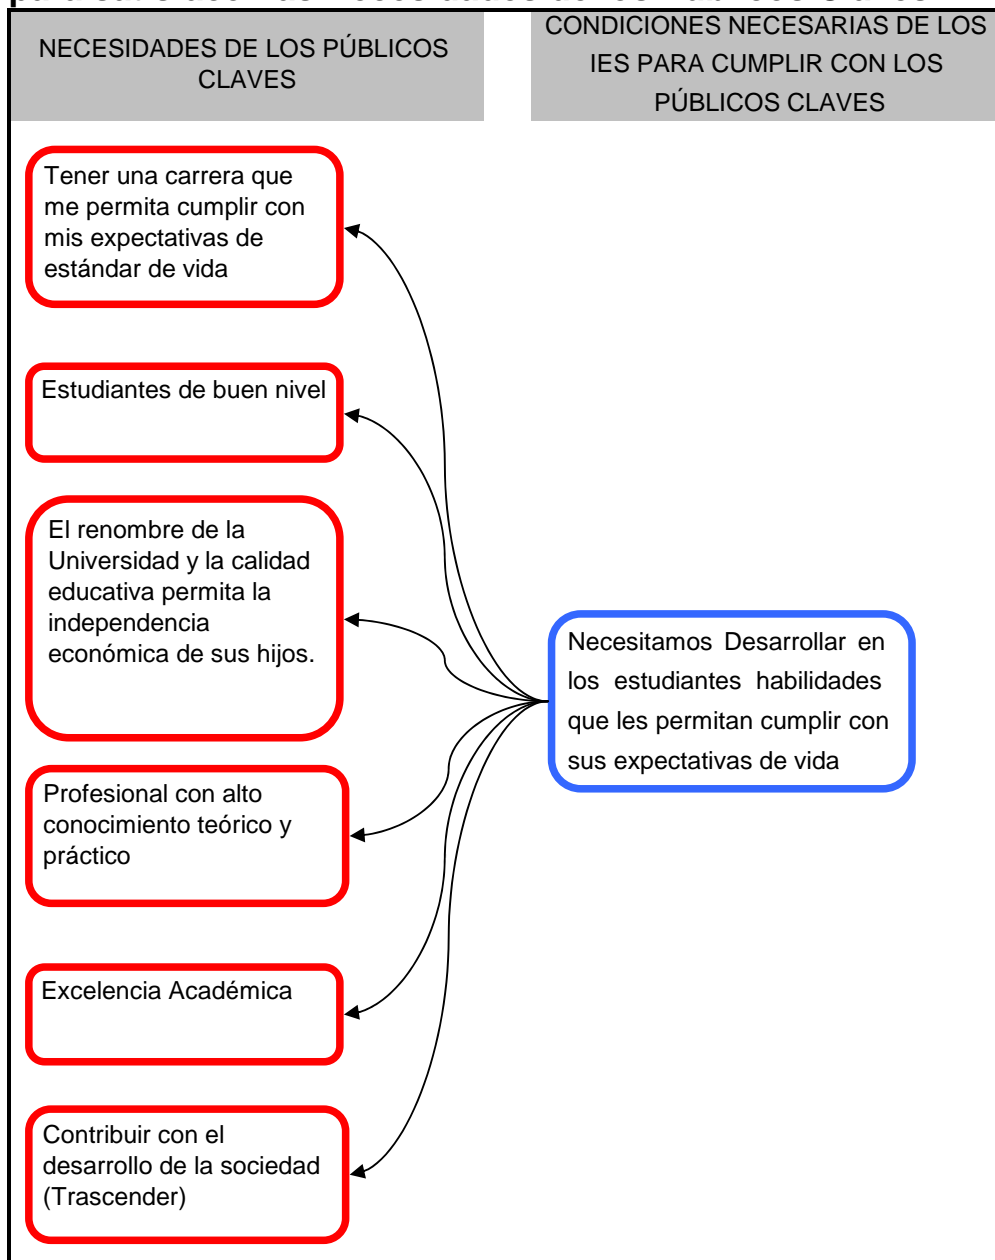 NECESIDADES DE LOS PÚBLICOS
CLAVES
CONDICIONES NECESARIAS DE LOS
IES PARA CUMPLIR CON LOS
PÚBLICOS CLAVES
Tener una carrera que
me permita cumplir con
mis expectativas de
estándar de vida
Estudiantes de buen nivel
El renombre de la
Universidad y la calidad
educativa permita la
independencia
económica de sus hijos.
Necesitamos Desarrollar en
los estudiantes habilidades
que les permitan cumplir con
sus expectativas de vida
Profesional con alto
conocimiento teórico y
práctico
Excelencia Académica
Contribuir con el
desarrollo de la sociedad
(Trascender)